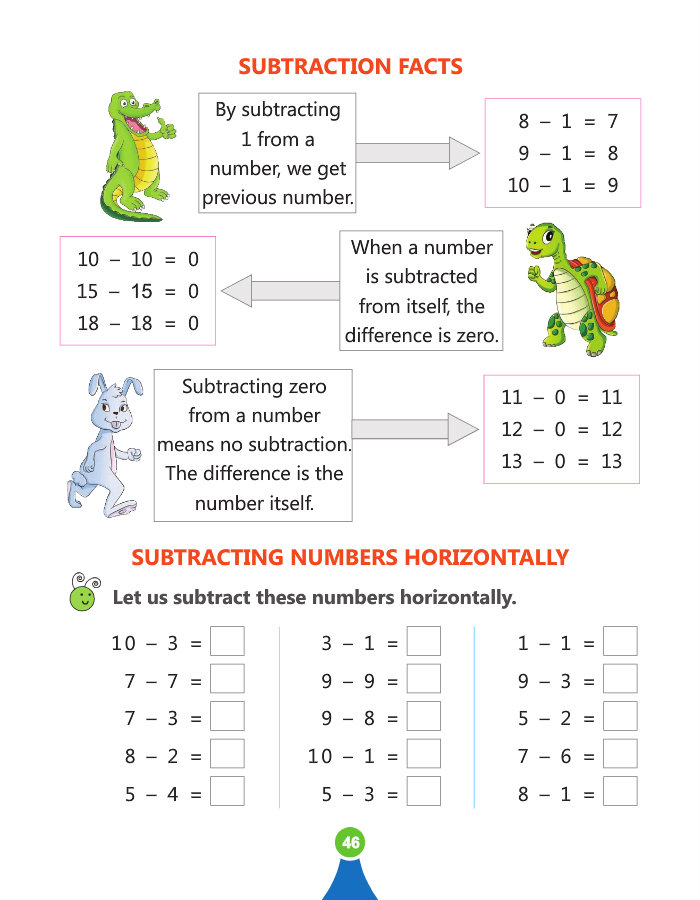 SUBTRACTION FACTS
By subtracting
1 from a
number, we get
previous number.
8 – 1 = 7
9 – 1 = 8
10 – 1 = 9
10 – 10 = 0
15 – 15 = 0
18 – 18 = 0
When a number
is subtracted
from itself, the
difference is zero.
Subtracting zero
from a number
means no subtraction.
The difference is the
number itself.
11 – 0 = 11
12 – 0 = 12
13 – 0 = 13
SUBTRACTING NUMBERS HORIZONTALLY
Let us subtract these numbers horizontally.
10 – 3 =
7 – 7 =
7 – 3 =
8 – 2 =
5 – 4 =
3 – 1 =
9 – 9 =
9 – 8 =
10 – 1 =
5 – 3 =
1 – 1 =
9 – 3 =
5 – 2 =
7 – 6 =
8 – 1 =
46